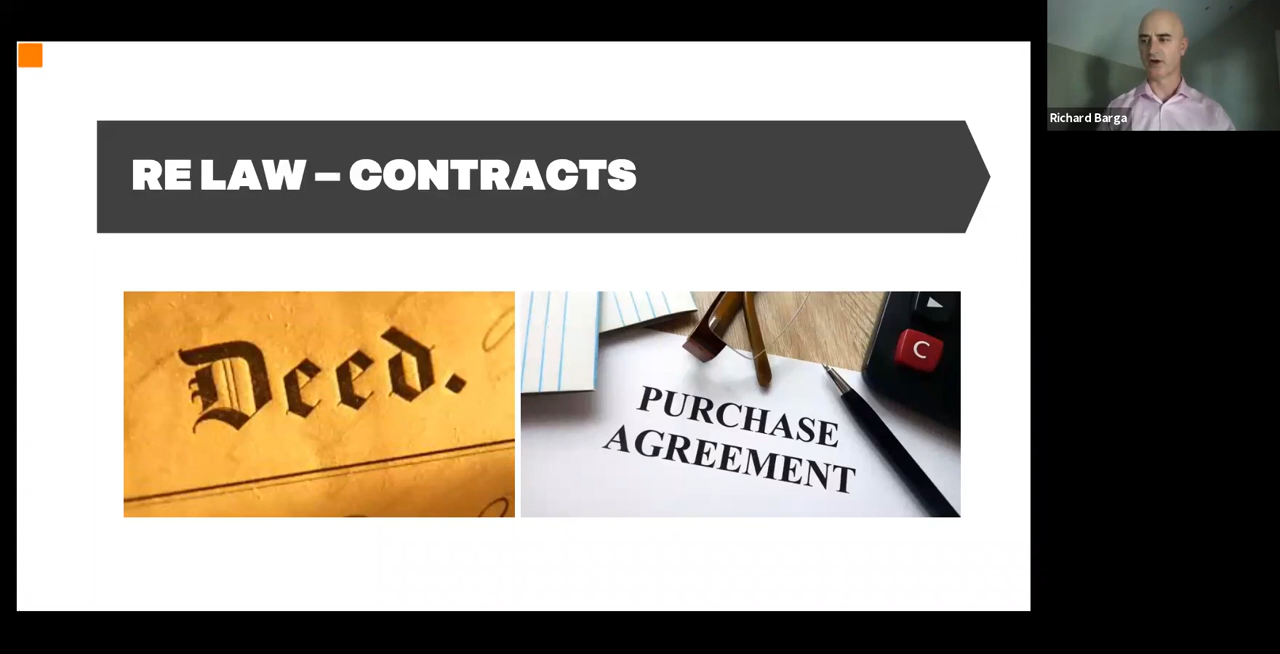 RE LAW – CONTRACTS
Deed.
PURCHASE
AGREEMENT
C
Richard Barga